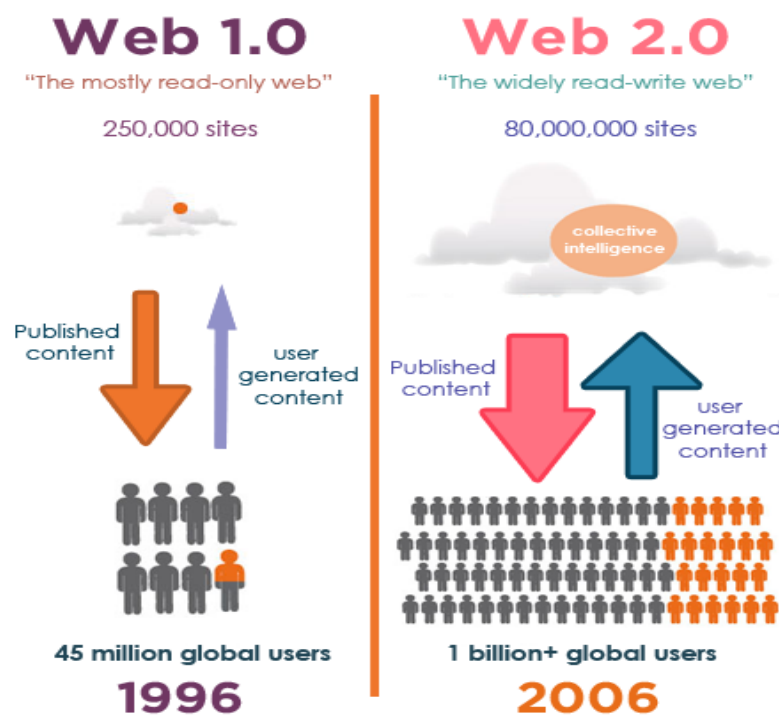 Web 1.0
“The mostly read-only web”
250,000 sites
Published
content
user
generated
content
45 million global users
1996
Web 2.0
“The widely read-write web”
80,000,000 sites
collective
intelligence
Published
content
user
generated
content
1 billion+ global users
2006